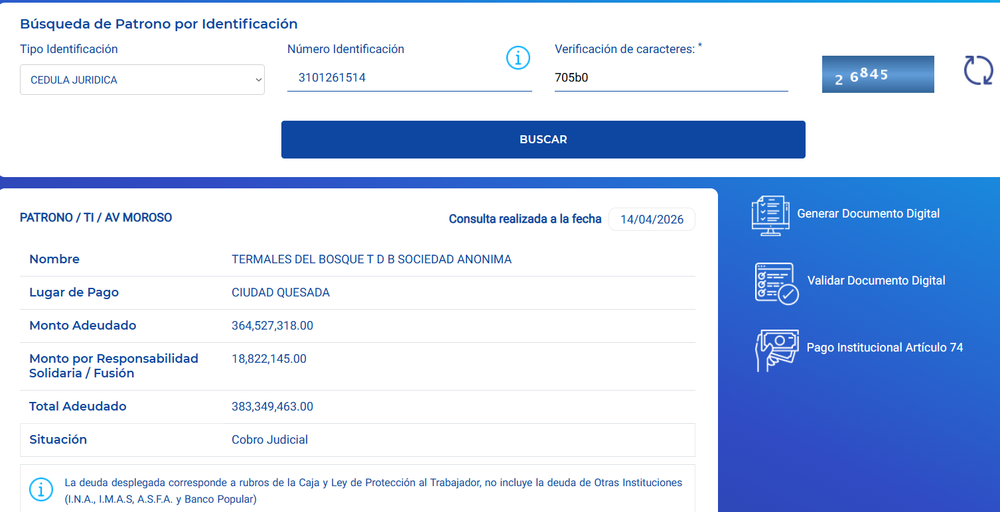 Búsqueda de Patrono por Identificación
Tipo Identificación
Número Identificación
Verificación de caracteres: *
CEDULA JURIDICA
3101261514
705b0
26845
BUSCAR
PATRONO / TI / AV MOROSO
Consulta realizada a la fecha
14/04/2026
Nombre
TERMALES DEL BOSQUE T D B SOCIEDAD ANONIMA
Lugar de Pago
CIUDAD QUESADA
Monto Adeudado
364,527,318.00
Monto por Responsabilidad
Solidaria / Fusión
18,822,145.00
Total Adeudado
383,349,463.00
Situación
Cobro Judicial
La deuda desplegada corresponde a rubros de la Caja y Ley de Protección al Trabajador, no incluye la deuda de Otras Instituciones
(I.N.A., I.M.A.S, A.S.F.A. y Banco Popular)
Generar Documento Digital
Validar Documento Digital
Pago Institucional Artículo 74